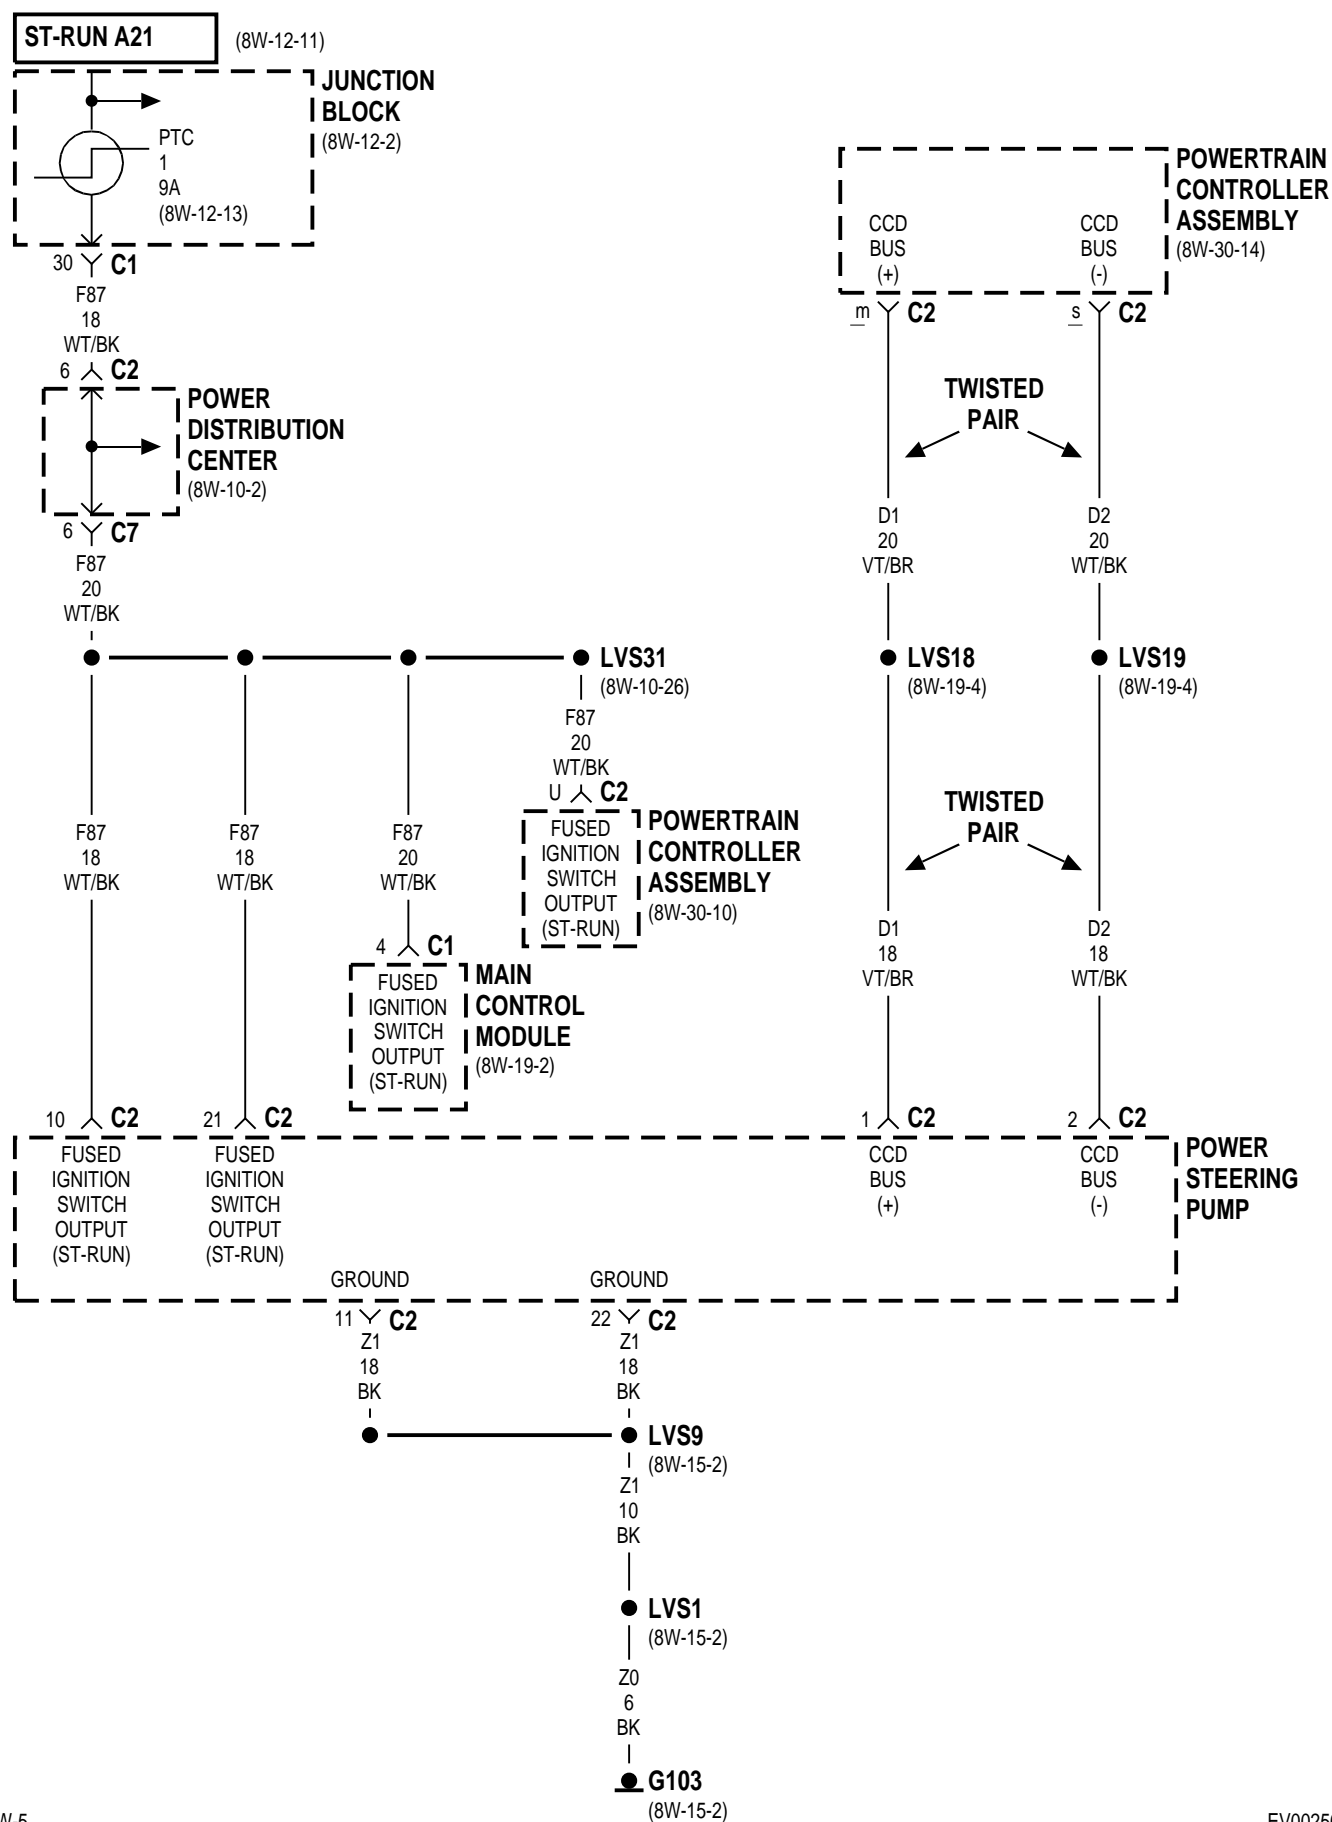 ST-RUN A21
(8W-12-11)
JUNCTION
BLOCK
(8W-12-2)
PTC
1
9A
(8W-12-13)
30
C1
F87
18
WT/BK
6
C2
POWER
DISTRIBUTION
CENTER
(8W-10-2)
6
C7
F87
20
WT/BK
LVS31
(8W-10-26)
F87
18
WT/BK
F87
18
WT/BK
F87
20
WT/BK
F87
20
WT/BK
U
C2
FUSED
IGNITION
SWITCH
OUTPUT
(ST-RUN)
POWERTRAIN
CONTROLLER
ASSEMBLY
(8W-30-10)
4
C1
FUSED
IGNITION
SWITCH
OUTPUT
(ST-RUN)
MAIN
CONTROL
MODULE
(8W-19-2)
POWERTRAIN
CONTROLLER
ASSEMBLY
(8W-30-14)
CCD
BUS
(+)
CCD
BUS
(-)
m
C2
s
C2
TWISTED
PAIR
D1
20
VT/BR
D2
20
WT/BK
LVS18
(8W-19-4)
LVS19
(8W-19-4)
TWISTED
PAIR
D1
18
VT/BR
D2
18
WT/BK
10
C2
21
C2
1
C2
2
C2
FUSED
IGNITION
SWITCH
OUTPUT
(ST-RUN)
FUSED
IGNITION
SWITCH
OUTPUT
(ST-RUN)
CCD
BUS
(+)
CCD
BUS
(-)
POWER
STEERING
PUMP
GROUND
GROUND
11
C2
22
C2
Z1
18
BK
Z1
18
BK
LVS9
(8W-15-2)
Z1
10
BK
LVS1
(8W-15-2)
Z0
6
BK
G103
(8W-15-2)